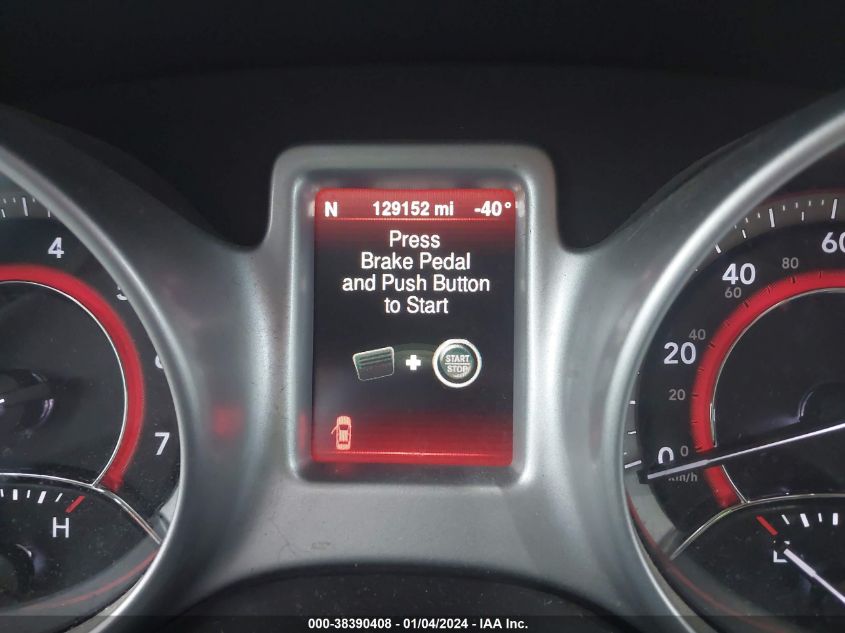 N 129152 mi -40°
Press
Brake Pedal
and Push Button
to Start
START
STOP
4
7
H
60
80
40
60
40
20
20
0
0
km/h
000-38390408 - 01/04/2024 - IAA Inc.